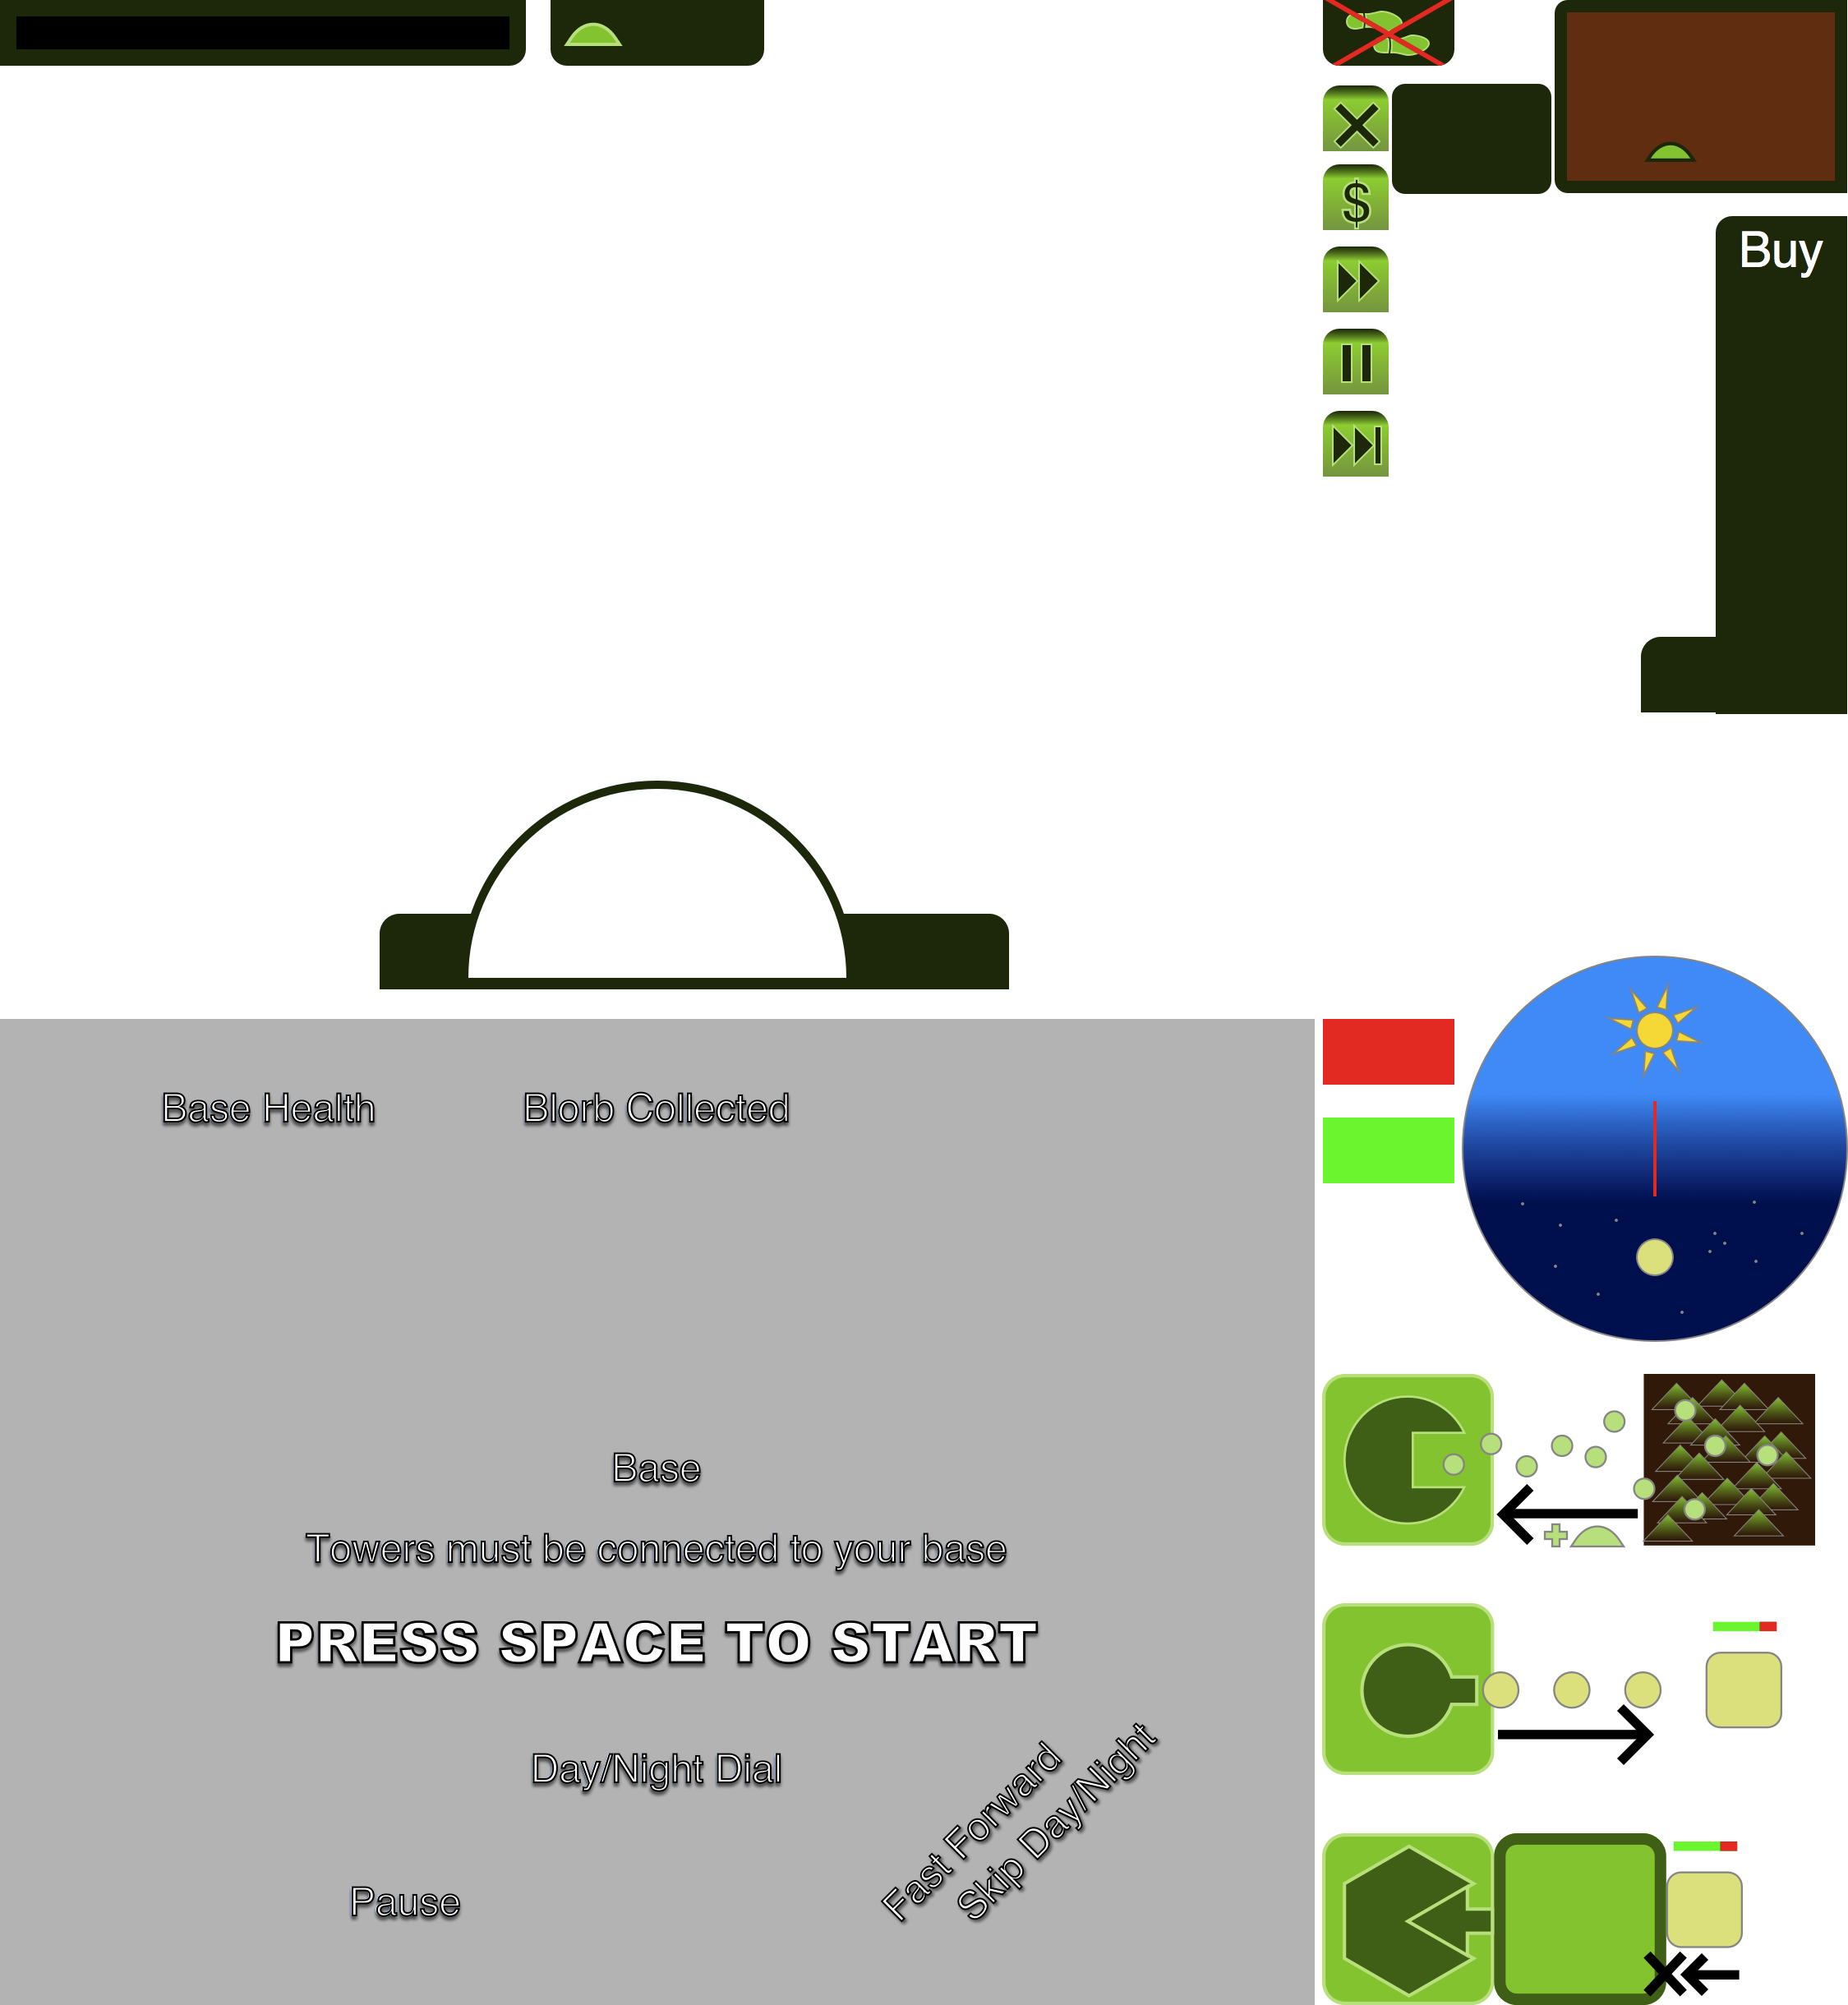 $
Buy
Base Health
Blorb Collected
Base
Towers must be connected to your base
PRESS SPACE TO START
Day/Night Dial
Fast Forward
Skip Day/Night
Pause